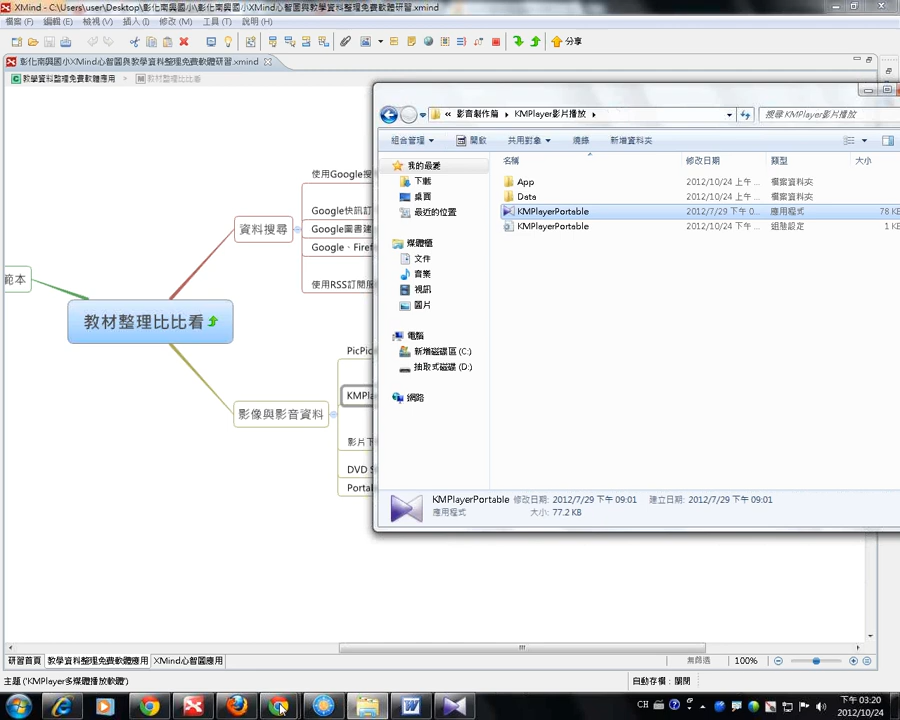 XMind - C:\Users\user\Desktop\彰化南興國小\彰化南興國小XMind心智圖與教學資料整理免費軟體研習.xmind
檔案 (F) 編輯 (E) 檢視 (V) 插入 (I) 修改 (M) 工具 (T) 說明 (H)
分享
彰化南興國小XMind心智圖與教學資料整理免費軟體研習.xmind
教學資料整理免費軟體應用 > 教材整理比比看
« 影音製作篇 ▸ KMPlayer影片播放 ▸
搜尋 KMPlayer影片播放
組合管理 開啟 共用對象 燒錄 新增資料夾
我的最愛
下載
桌面
最近的位置
媒體櫃
文件
音樂
視訊
圖片
電腦
新增磁碟區 (C:)
抽取式磁碟 (D:)
網路
名稱 修改日期 類型 大小
App 2012/10/24 上午 ... 檔案資料夾
Data 2012/10/24 上午 ... 檔案資料夾
KMPlayerPortable 2012/7/29 下午 0... 應用程式 78 KB
KMPlayerPortable 2012/10/24 上午 ... 組態設定 1 KB
KMPlayerPortable 修改日期: 2012/7/29 下午 09:01 建立日期: 2012/7/29 下午 09:01
應用程式 大小: 77.2 KB
使用Google搜
Google快訊訂
資料搜尋
Google圖書建
Google、Firef
使用RSS訂閱服
範本
教材整理比比看
PicPic
KMPla
影像與影音資料
影片下
DVD S
Portab
研習首頁 教學資料整理免費軟體應用 XMind心智圖應用
無篩選 100%
主題 ('KMPlayer多媒體播放軟體')
自動存檔：關閉
CH
下午 03:20
2012/10/24